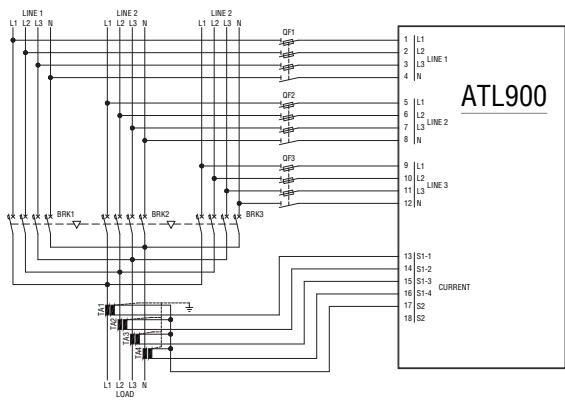 LINE 1 LINE 2 LINE 2
L1 L2 L3 N L1 L2 L3 N L1 L2 L3 N
QF1
1 L1
2 L2
3 L3
4 N
LINE 1
ATL900
QF2
5 L1
6 L2
7 L3
8 N
LINE 2
QF3
9 L1
10 L2
11 L3
12 N
LINE 3
BRK1 BRK2 BRK3
13 S1-1
14 S1-2
15 S1-3
16 S1-4
17 S2
18 S2
CURRENT
TA1
TA2
TA3
TA4
L1 L2 L3 N
LOAD